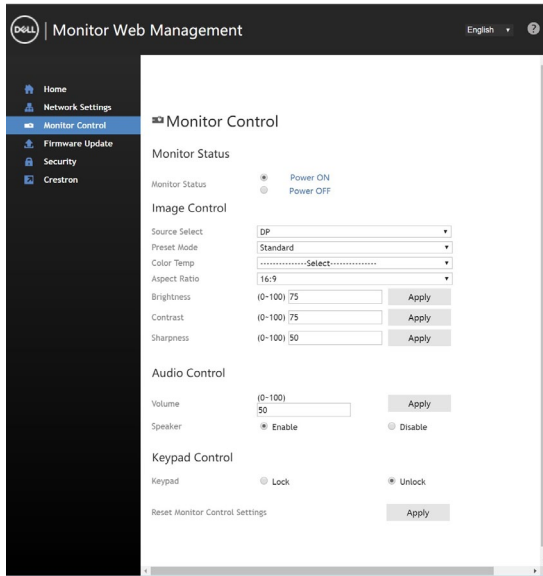 DELL | Monitor Web Management
English
?
Home
Network Settings
Monitor Control
Firmware Update
Security
Crestron
Monitor Control
Monitor Status
Monitor Status Power ON
Power OFF
Image Control
Source Select DP
Preset Mode Standard
Color Temp ---------------Select---------------
Aspect Ratio 16:9
Brightness (0~100) 75 Apply
Contrast (0~100) 75 Apply
Sharpness (0~100) 50 Apply
Audio Control
(0~100)
Volume 50 Apply
Speaker Enable Disable
Keypad Control
Keypad Lock Unlock
Reset Monitor Control Settings Apply